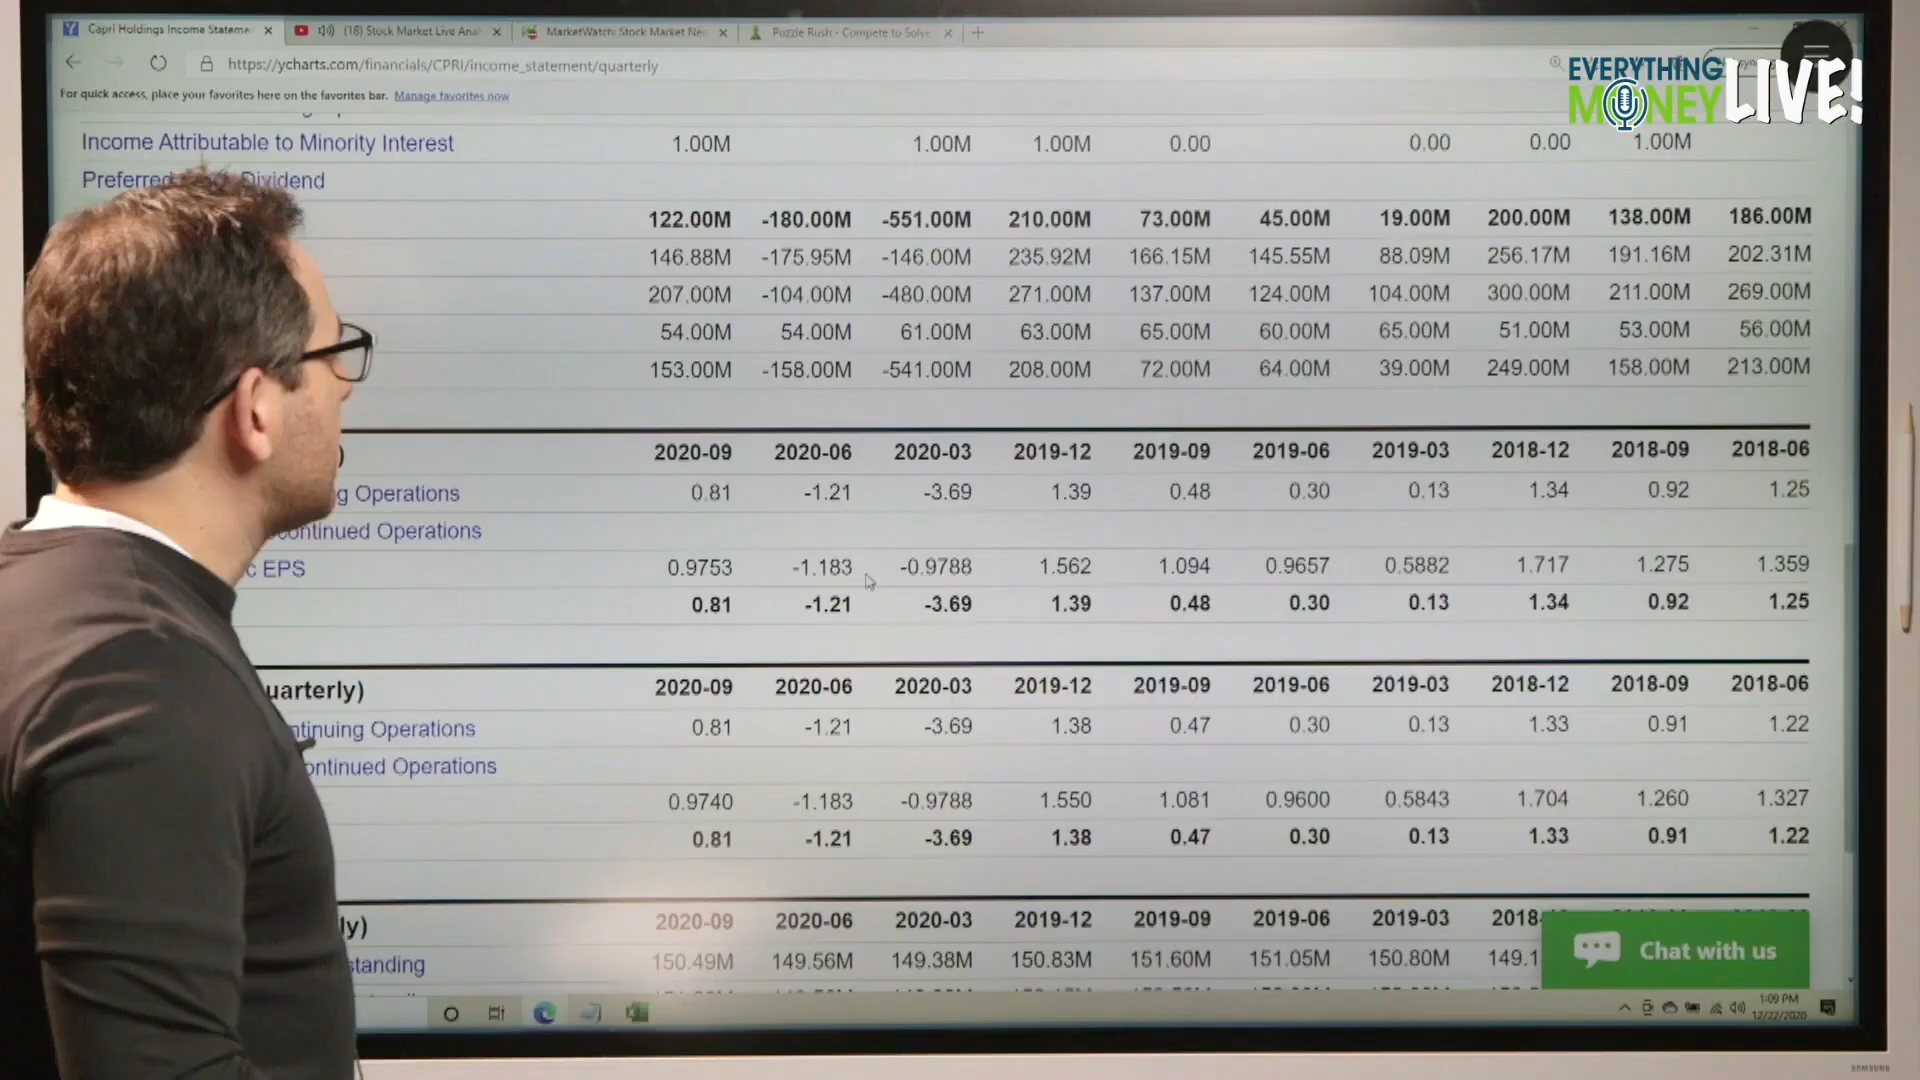 Capri Holdings Income Stateme
(18) Stock Market Live Anal
MarketWatch: Stock Market Ne
Puzzle Rush - Compete to Solve
https://ycharts.com/financials/CPRI/income_statement/quarterly
EVERYTHING
MONEY LIVE!
For quick access, place your favorites here on the favorites bar. Manage favorites now
Income Attributable to Minority Interest 1.00M 1.00M 1.00M 0.00 0.00 0.00 1.00M
Preferred Dividend
122.00M -180.00M -551.00M 210.00M 73.00M 45.00M 19.00M 200.00M 138.00M 186.00M
146.88M -175.95M -146.00M 235.92M 166.15M 145.55M 88.09M 256.17M 191.16M 202.31M
207.00M -104.00M -480.00M 271.00M 137.00M 124.00M 104.00M 300.00M 211.00M 269.00M
54.00M 54.00M 61.00M 63.00M 65.00M 60.00M 65.00M 51.00M 53.00M 56.00M
153.00M -158.00M -541.00M 208.00M 72.00M 64.00M 39.00M 249.00M 158.00M 213.00M
) 2020-09 2020-06 2020-03 2019-12 2019-09 2019-06 2019-03 2018-12 2018-09 2018-06
g Operations 0.81 -1.21 -3.69 1.39 0.48 0.30 0.13 1.34 0.92 1.25
continued Operations
c EPS 0.9753 -1.183 -0.9788 1.562 1.094 0.9657 0.5882 1.717 1.275 1.359
0.81 -1.21 -3.69 1.39 0.48 0.30 0.13 1.34 0.92 1.25
uarterly) 2020-09 2020-06 2020-03 2019-12 2019-09 2019-06 2019-03 2018-12 2018-09 2018-06
ntinuing Operations 0.81 -1.21 -3.69 1.38 0.47 0.30 0.13 1.33 0.91 1.22
ontinued Operations
0.9740 -1.183 -0.9788 1.550 1.081 0.9600 0.5843 1.704 1.260 1.327
0.81 -1.21 -3.69 1.38 0.47 0.30 0.13 1.33 0.91 1.22
ly) 2020-09 2020-06 2020-03 2019-12 2019-09 2019-06 2019-03 2018-
standing 150.49M 149.56M 149.38M 150.83M 151.60M 151.05M 150.80M 149.1
Chat with us
1:09 PM
12/22/2020
SAMSUNG